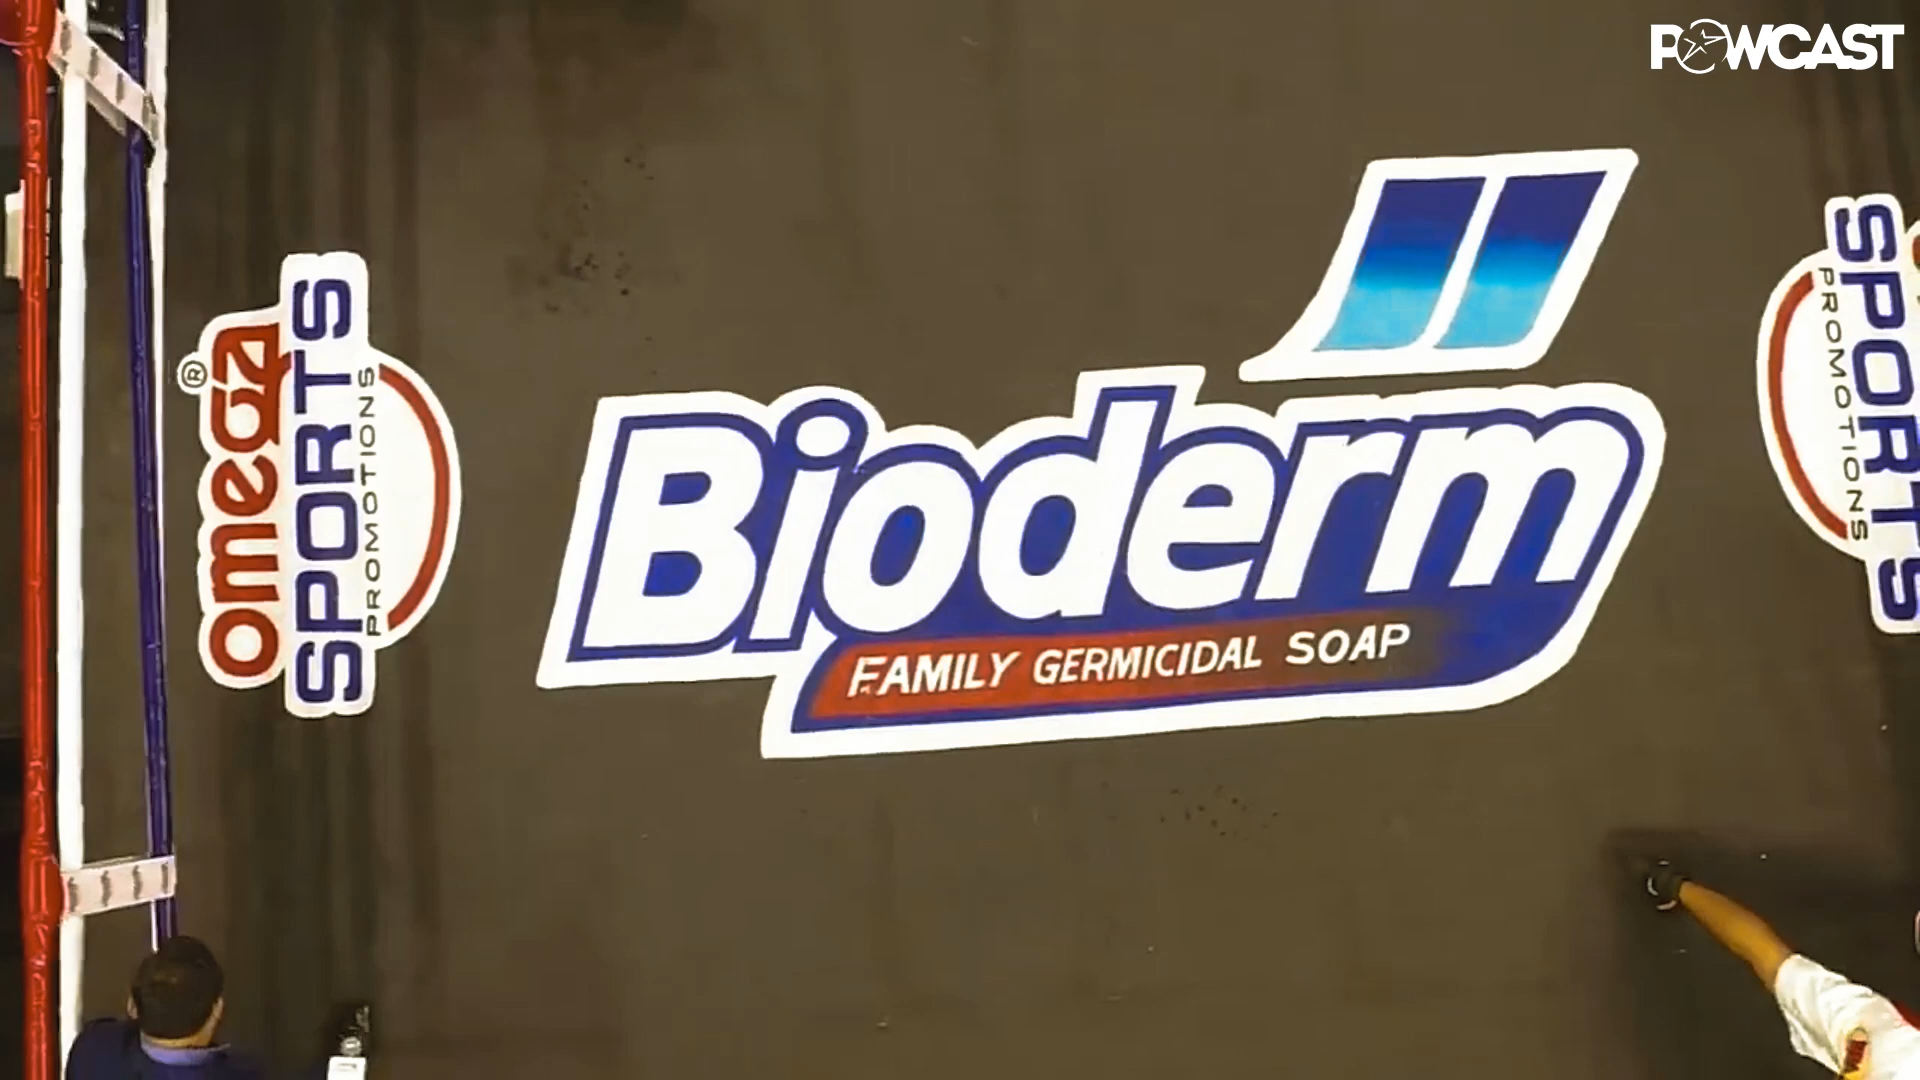 POWCAST
omega®
SPORTS
PROMOTIONS
Bioderm
FAMILY GERMICIDAL SOAP
SPORTS
PROMOTIONS